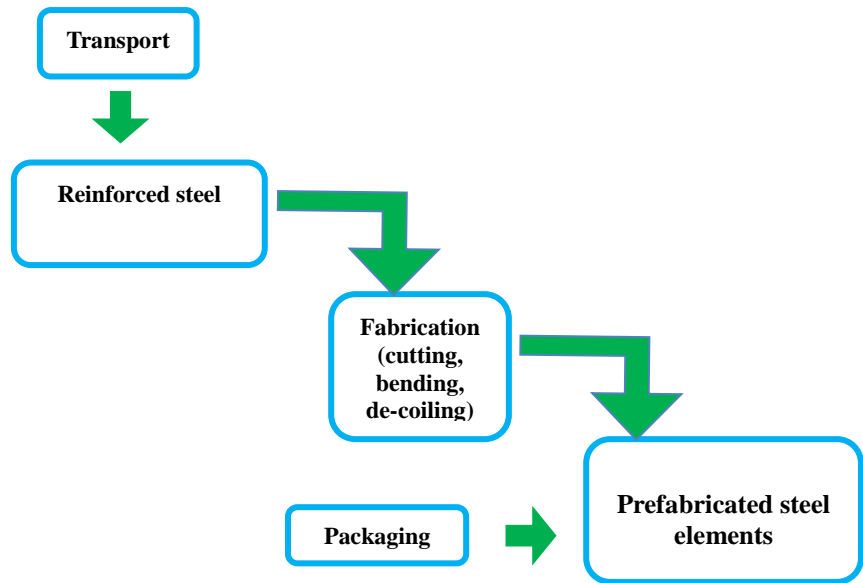 Transport
Reinforced steel
Fabrication
(cutting,
bending,
de-coiling)
Prefabricated steel
elements
Packaging